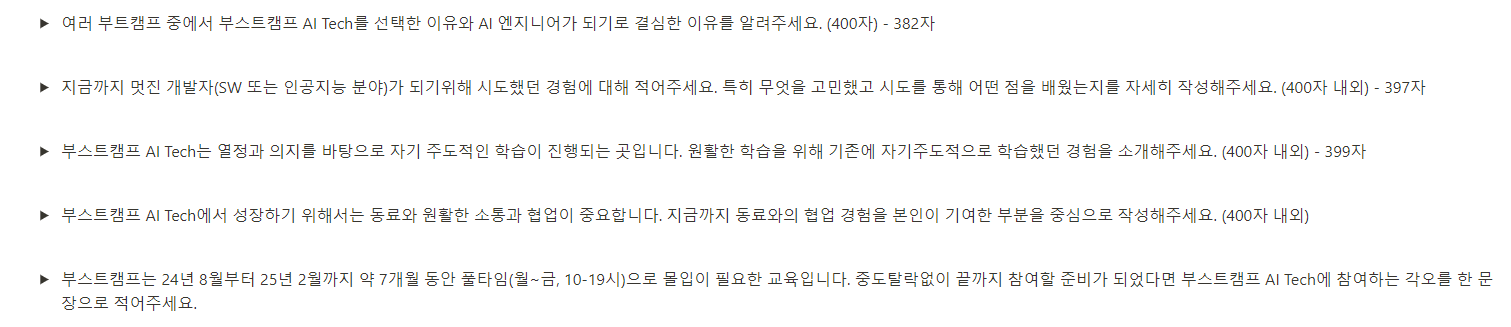 ▶ 여러 부트캠프 중에서 부스트캠프 AI Tech를 선택한 이유와 AI 엔지니어가 되기로 결심한 이유를 알려주세요. (400자) - 382자
▶ 지금까지 멋진 개발자(SW 또는 인공지능 분야)가 되기위해 시도했던 경험에 대해 적어주세요. 특히 무엇을 고민했고 시도를 통해 어떤 점을 배웠는지를 자세히 작성해주세요. (400자 내외) - 397자
▶ 부스트캠프 AI Tech는 열정과 의지를 바탕으로 자기 주도적인 학습이 진행되는 곳입니다. 원활한 학습을 위해 기존에 자기주도적으로 학습했던 경험을 소개해주세요. (400자 내외) - 399자
▶ 부스트캠프 AI Tech에서 성장하기 위해서는 동료와 원활한 소통과 협업이 중요합니다. 지금까지 동료와의 협업 경험을 본인이 기여한 부분을 중심으로 작성해주세요. (400자 내외)
▶ 부스트캠프는 24년 8월부터 25년 2월까지 약 7개월 동안 풀타임(월~금, 10-19시)으로 몰입이 필요한 교육입니다. 중도탈락없이 끝까지 참여할 준비가 되었다면 부스트캠프 AI Tech에 참여하는 각오를 한 문
장으로 적어주세요.